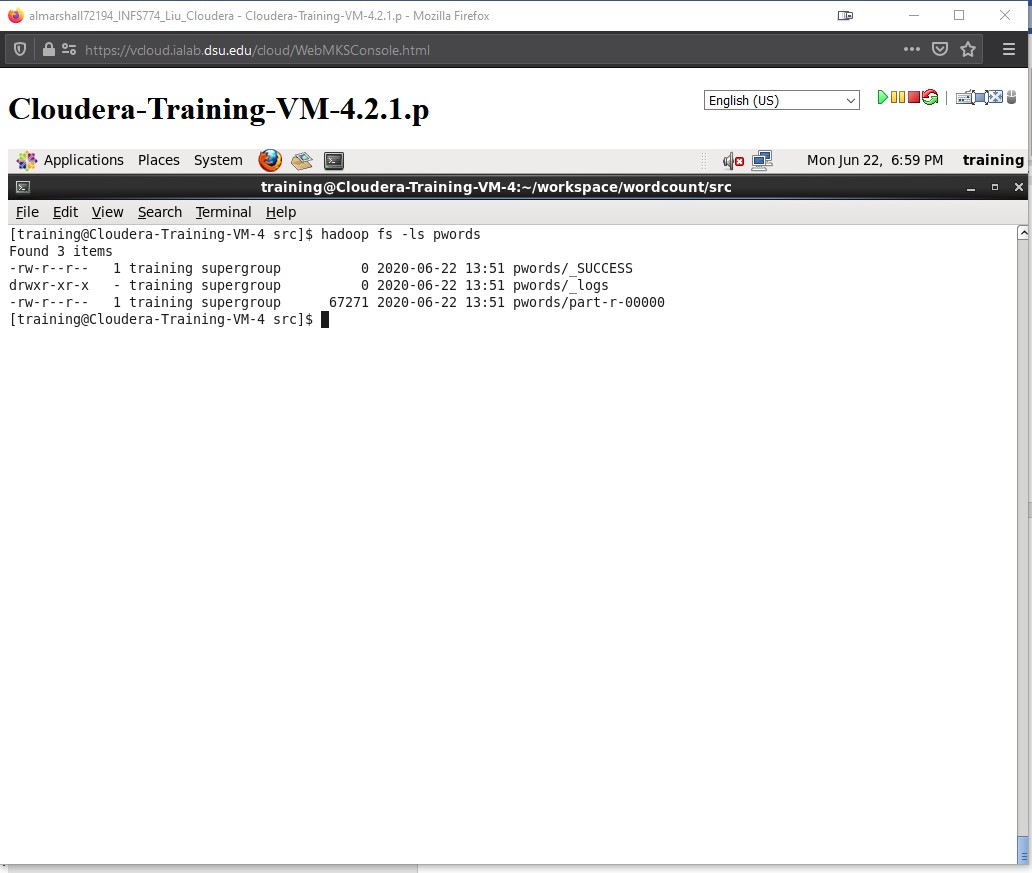 almarshall72194_INFS774_Liu_Cloudera - Cloudera-Training-VM-4.2.1.p - Mozilla Firefox
https://vcloud.ialab.dsu.edu/cloud/WebMKSConsole.html
Cloudera-Training-VM-4.2.1.p
English (US)
Applications Places System Mon Jun 22, 6:59 PM training
training@Cloudera-Training-VM-4:~/workspace/wordcount/src
File Edit View Search Terminal Help
[training@Cloudera-Training-VM-4 src]$ hadoop fs -ls pwords
Found 3 items
-rw-r--r--   1 training supergroup          0 2020-06-22 13:51 pwords/_SUCCESS
drwxr-xr-x   - training supergroup          0 2020-06-22 13:51 pwords/_logs
-rw-r--r--   1 training supergroup      67271 2020-06-22 13:51 pwords/part-r-00000
[training@Cloudera-Training-VM-4 src]$